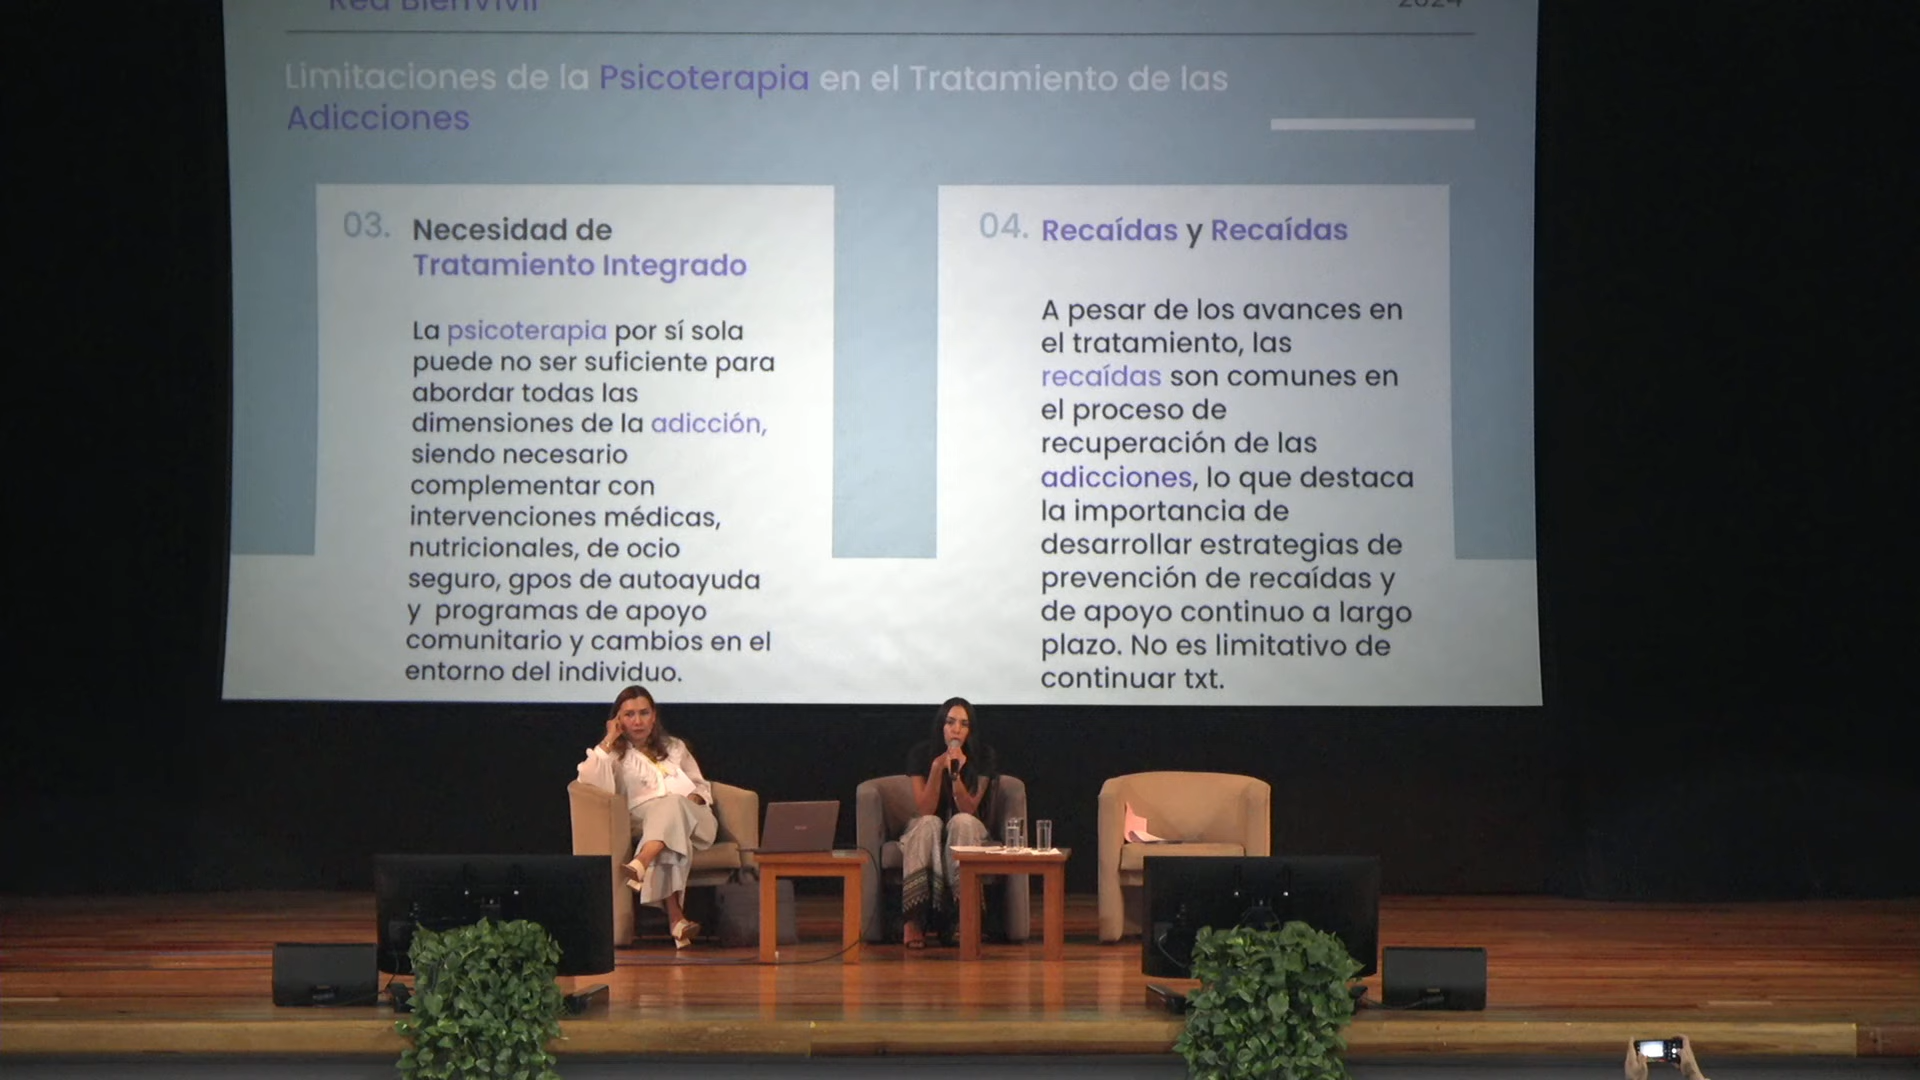 Red BienVivir
2024
Limitaciones de la Psicoterapia en el Tratamiento de las
Adicciones
03.
Necesidad de
Tratamiento Integrado
La psicoterapia por sí sola
puede no ser suficiente para
abordar todas las
dimensiones de la adicción,
siendo necesario
complementar con
intervenciones médicas,
nutricionales, de ocio
seguro, gpos de autoayuda
y programas de apoyo
comunitario y cambios en el
entorno del individuo.
04.
Recaídas y Recaídas
A pesar de los avances en
el tratamiento, las
recaídas son comunes en
el proceso de
recuperación de las
adicciones, lo que destaca
la importancia de
desarrollar estrategias de
prevención de recaídas y
de apoyo continuo a largo
plazo. No es limitativo de
continuar txt.